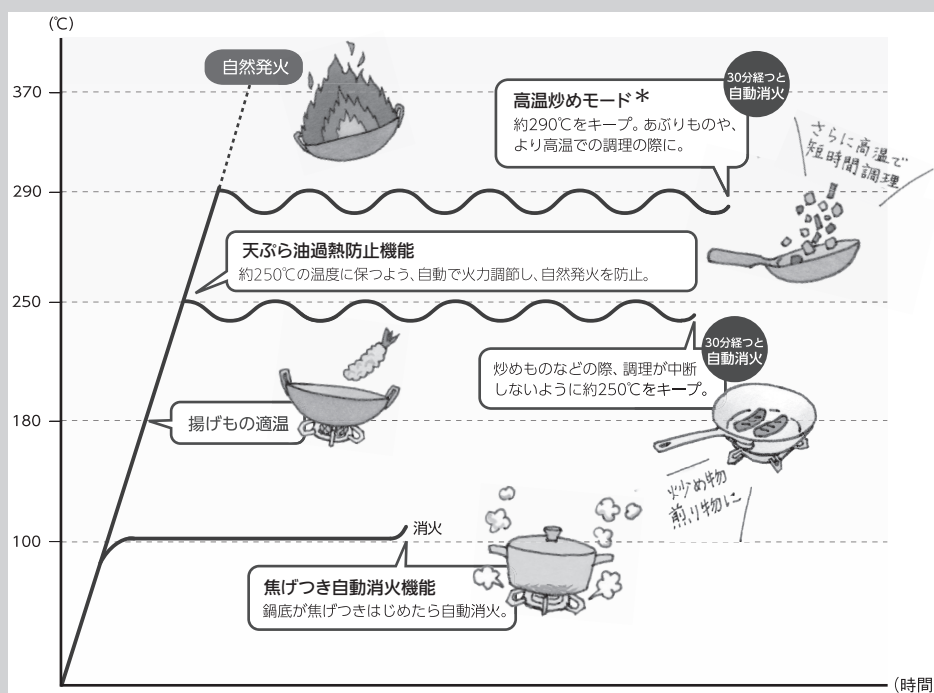 (℃)
自然発火
370
30分経つと
自動消火
高温炒めモード＊
約290℃をキープ。あぶりものや、
より高温での調理の際に。
さらに高温で
短時間調理
290
天ぷら油過熱防止機能
約250℃の温度に保つよう、自動で火力調節し、自然発火を防止。
250
30分経つと
自動消火
炒めものなどの際、調理が中断
しないように約250℃をキープ。
揚げもの適温
180
炒め物
煎り物に
消火
100
焦げつき自動消火機能
鍋底が焦げつきはじめたら自動消火。
(時間